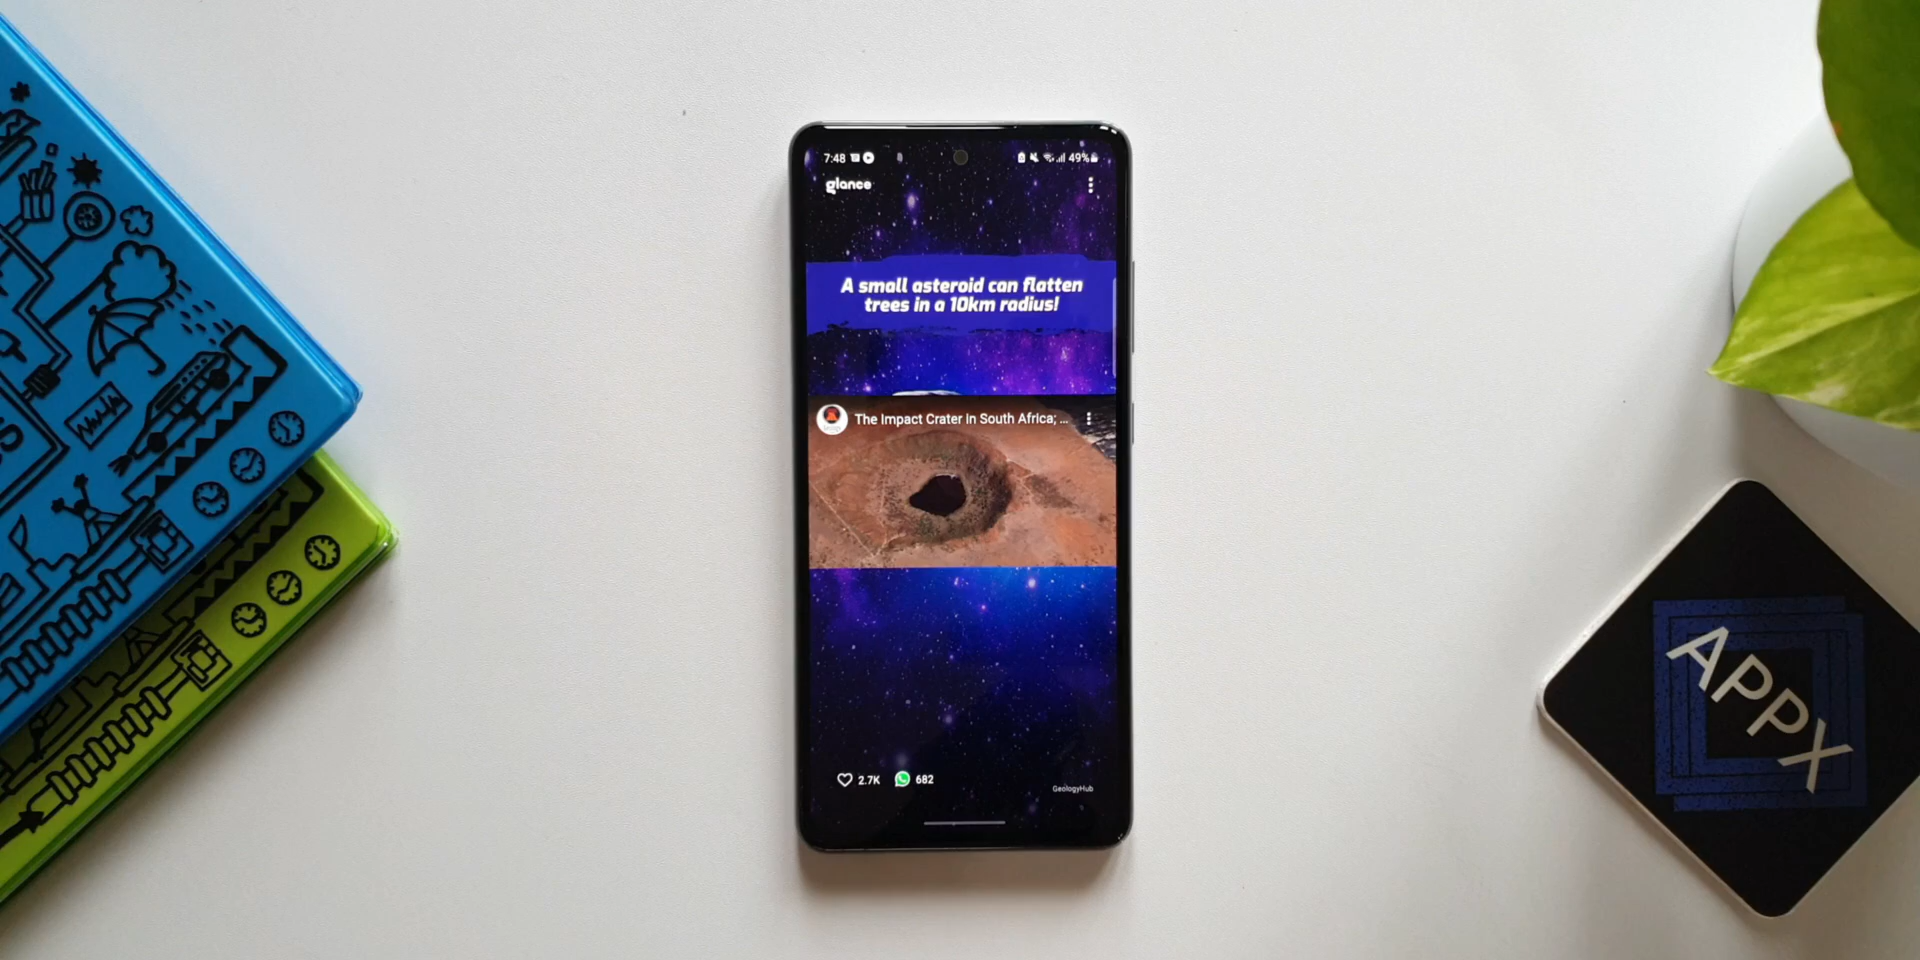 7:48
49%
glance
A small asteroid can flatten
trees in a 10km radius!
The Impact Crater in South Africa; ...
2.7K
682
GeologyHub
APPX